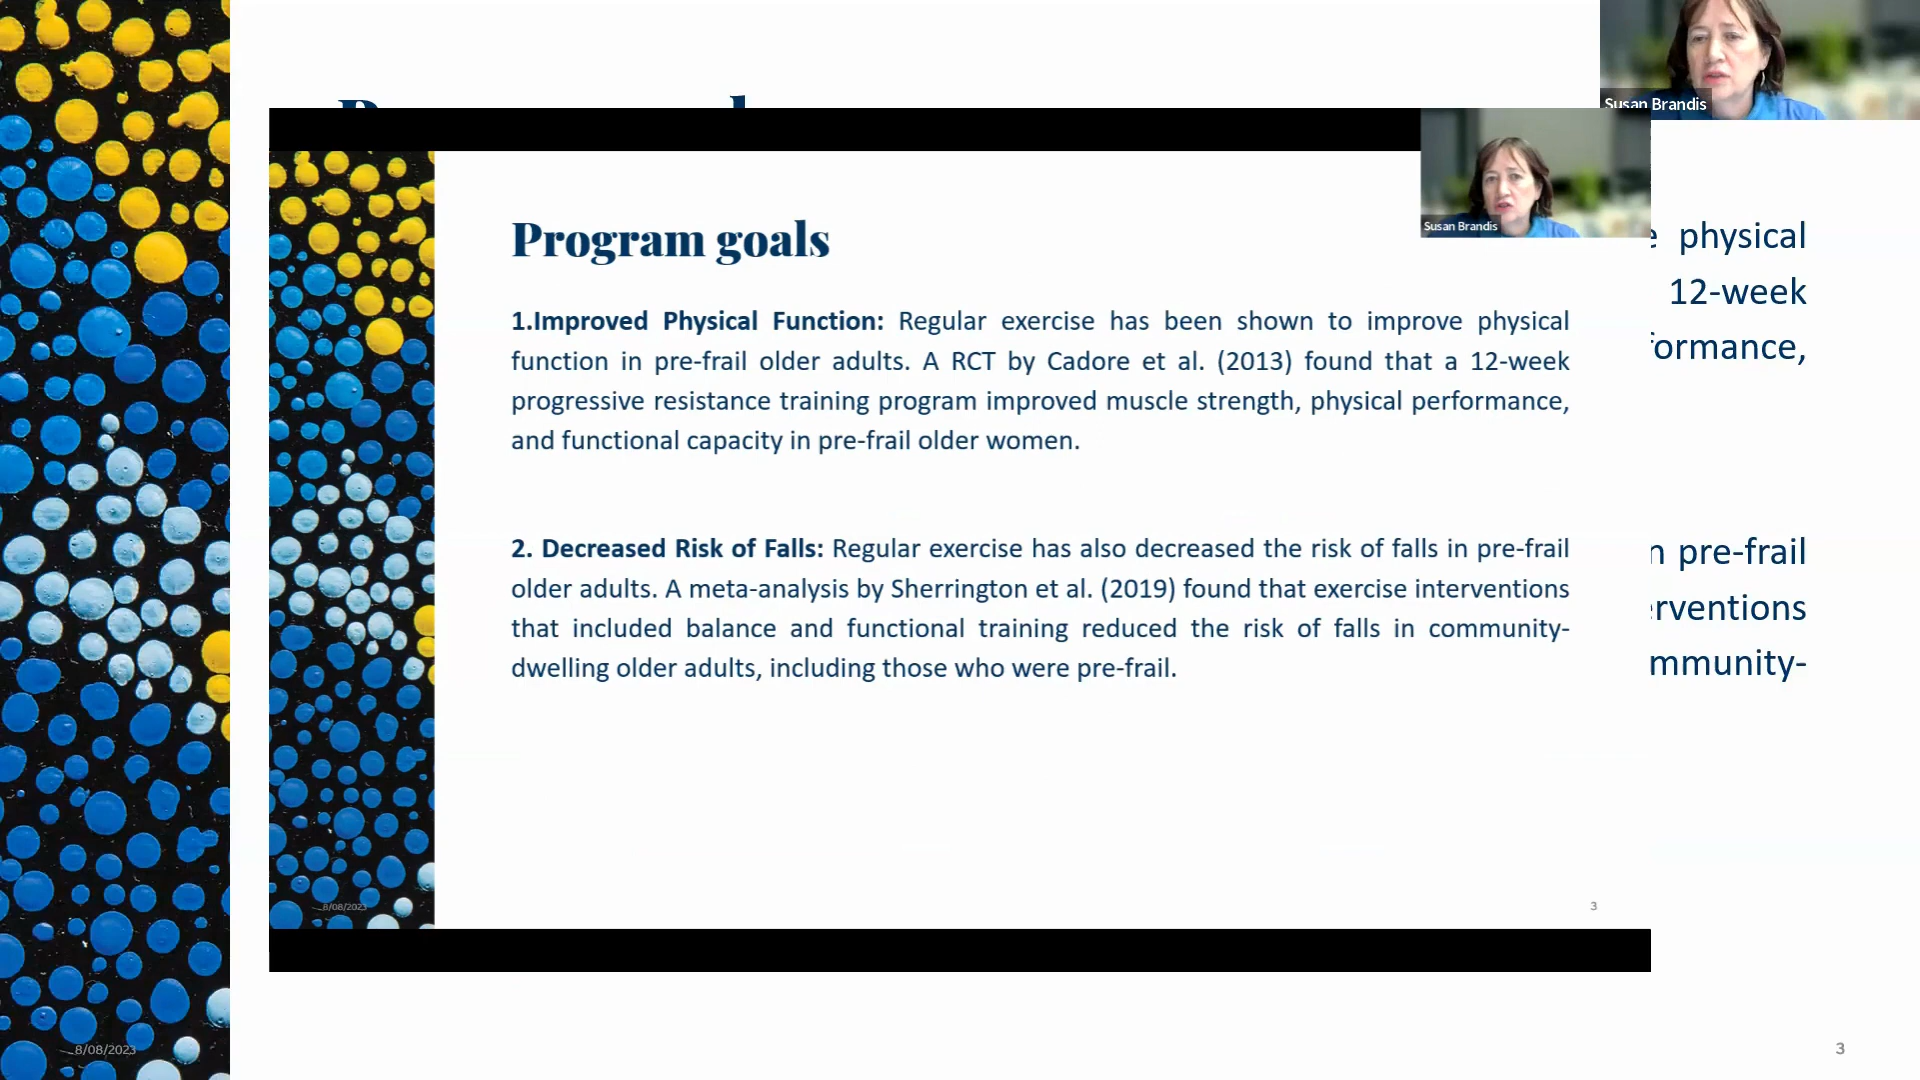 Susan Brandis
Susan Brandis
Program goals
1.Improved Physical Function: Regular exercise has been shown to improve physical
function in pre-frail older adults. A RCT by Cadore et al. (2013) found that a 12-week
progressive resistance training program improved muscle strength, physical performance,
and functional capacity in pre-frail older women.
2. Decreased Risk of Falls: Regular exercise has also decreased the risk of falls in pre-frail
older adults. A meta-analysis by Sherrington et al. (2019) found that exercise interventions
that included balance and functional training reduced the risk of falls in community-
dwelling older adults, including those who were pre-frail.
8/08/2023
3
physical
12-week
formance,
pre-frail
erventions
mmunity-
8/08/2023
3